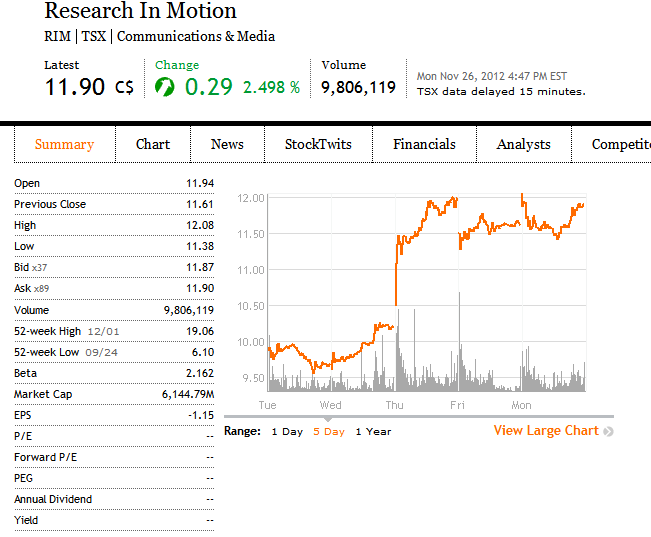 Research In Motion
RIM | TSX | Communications & Media
Latest
11.90 C$
Change
0.29 2.498 %
Volume
9,806,119
Mon Nov 26, 2012 4:47 PM EST
TSX data delayed 15 minutes.
Summary Chart News StockTwits Financials Analysts Competito
Open 11.94
Previous Close 11.61
High 12.08
Low 11.38
Bid x37 11.87
Ask x89 11.90
Volume 9,806,119
52-week High 12/01 19.06
52-week Low 09/24 6.10
Beta 2.162
Market Cap 6,144.79M
EPS -1.15
P/E --
Forward P/E --
PEG --
Annual Dividend --
Yield --
12.00
11.50
11.00
10.50
10.00
9.50
Tue Wed Thu Fri Mon
Range: 1 Day 5 Day 1 Year
View Large Chart